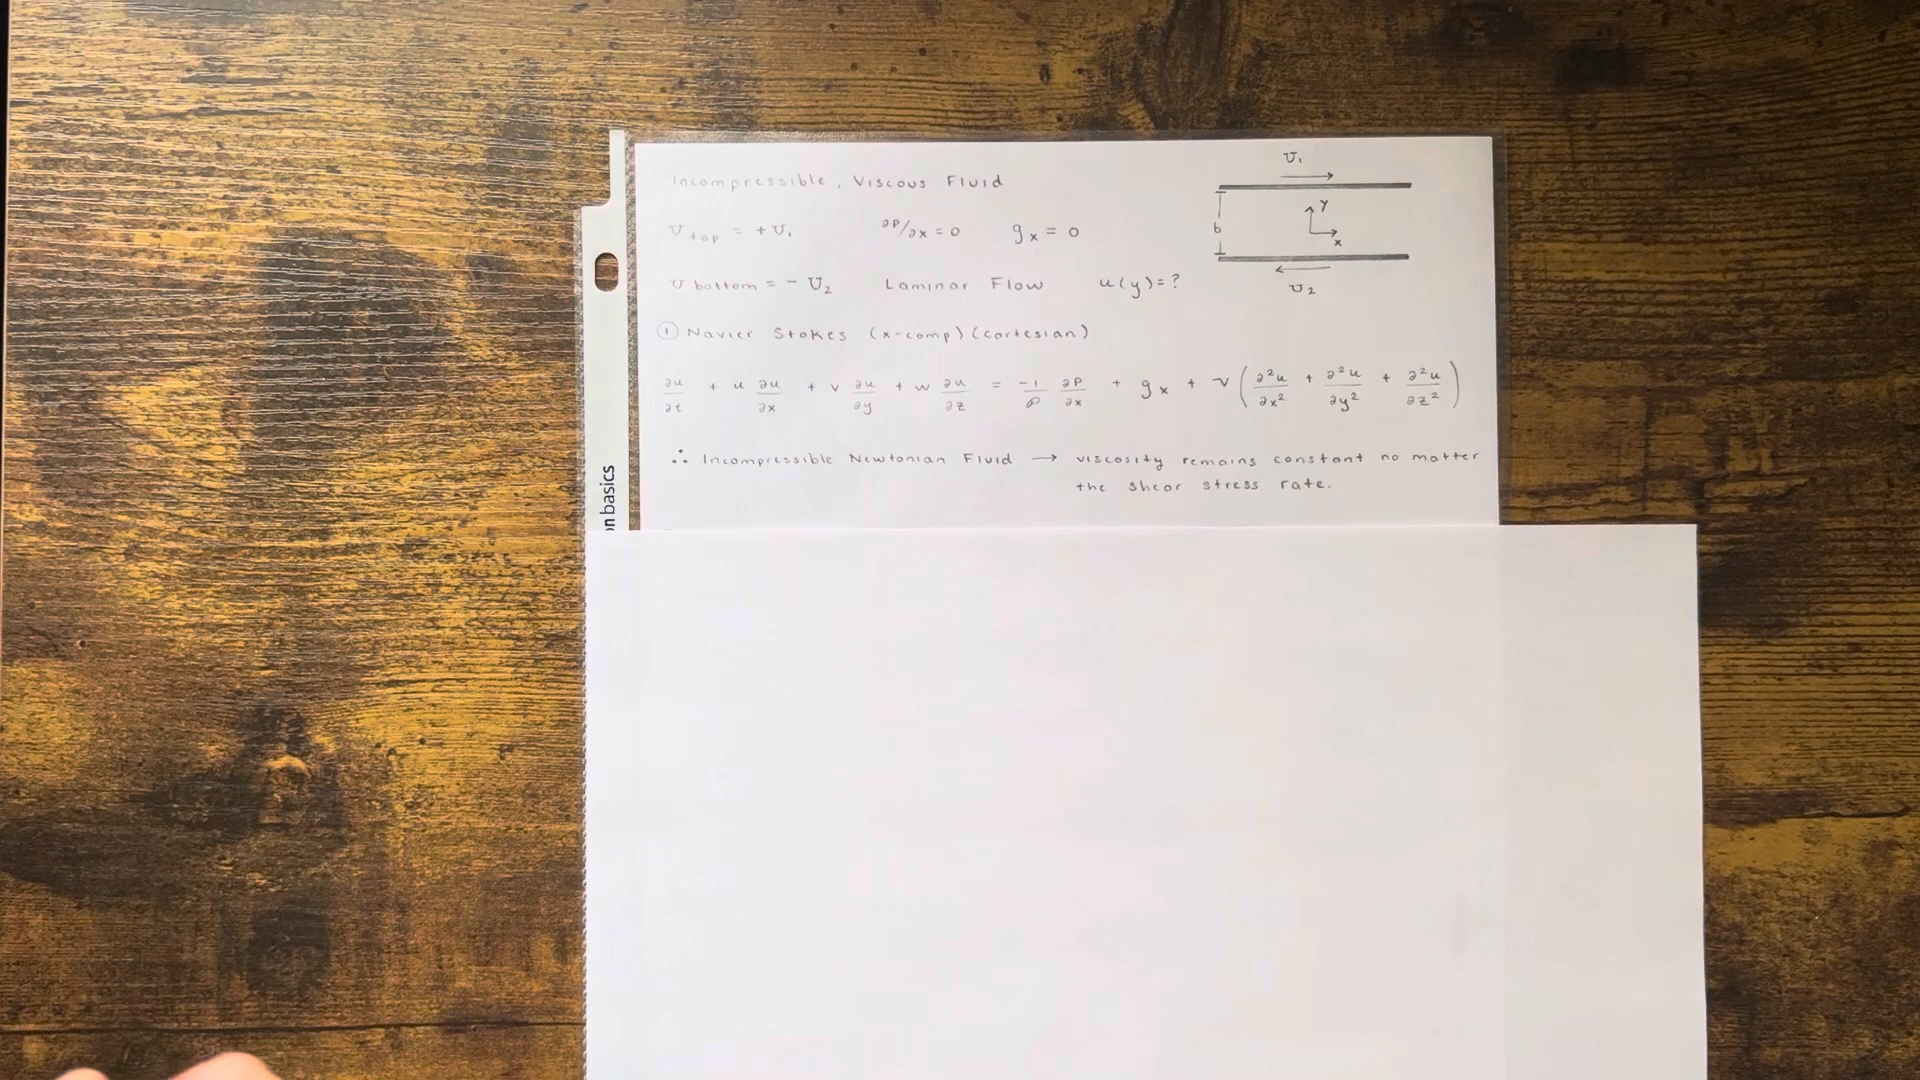 Incompressible, Viscous Fluid
U top = + U₁ ∂P/∂x = 0 gx = 0
U bottom = - U₂ Laminar Flow u(y) = ?
U₁
b
y
x
U₂
① Navier Stokes (x-comp) (cartesian)
∂u/∂t + u ∂u/∂x + v ∂u/∂y + w ∂u/∂z = -1/ρ ∂P/∂x + gx + ν (∂²u/∂x² + ∂²u/∂y² + ∂²u/∂z²)
∴ Incompressible Newtonian Fluid → viscosity remains constant no matter
the shear stress rate.
on basics